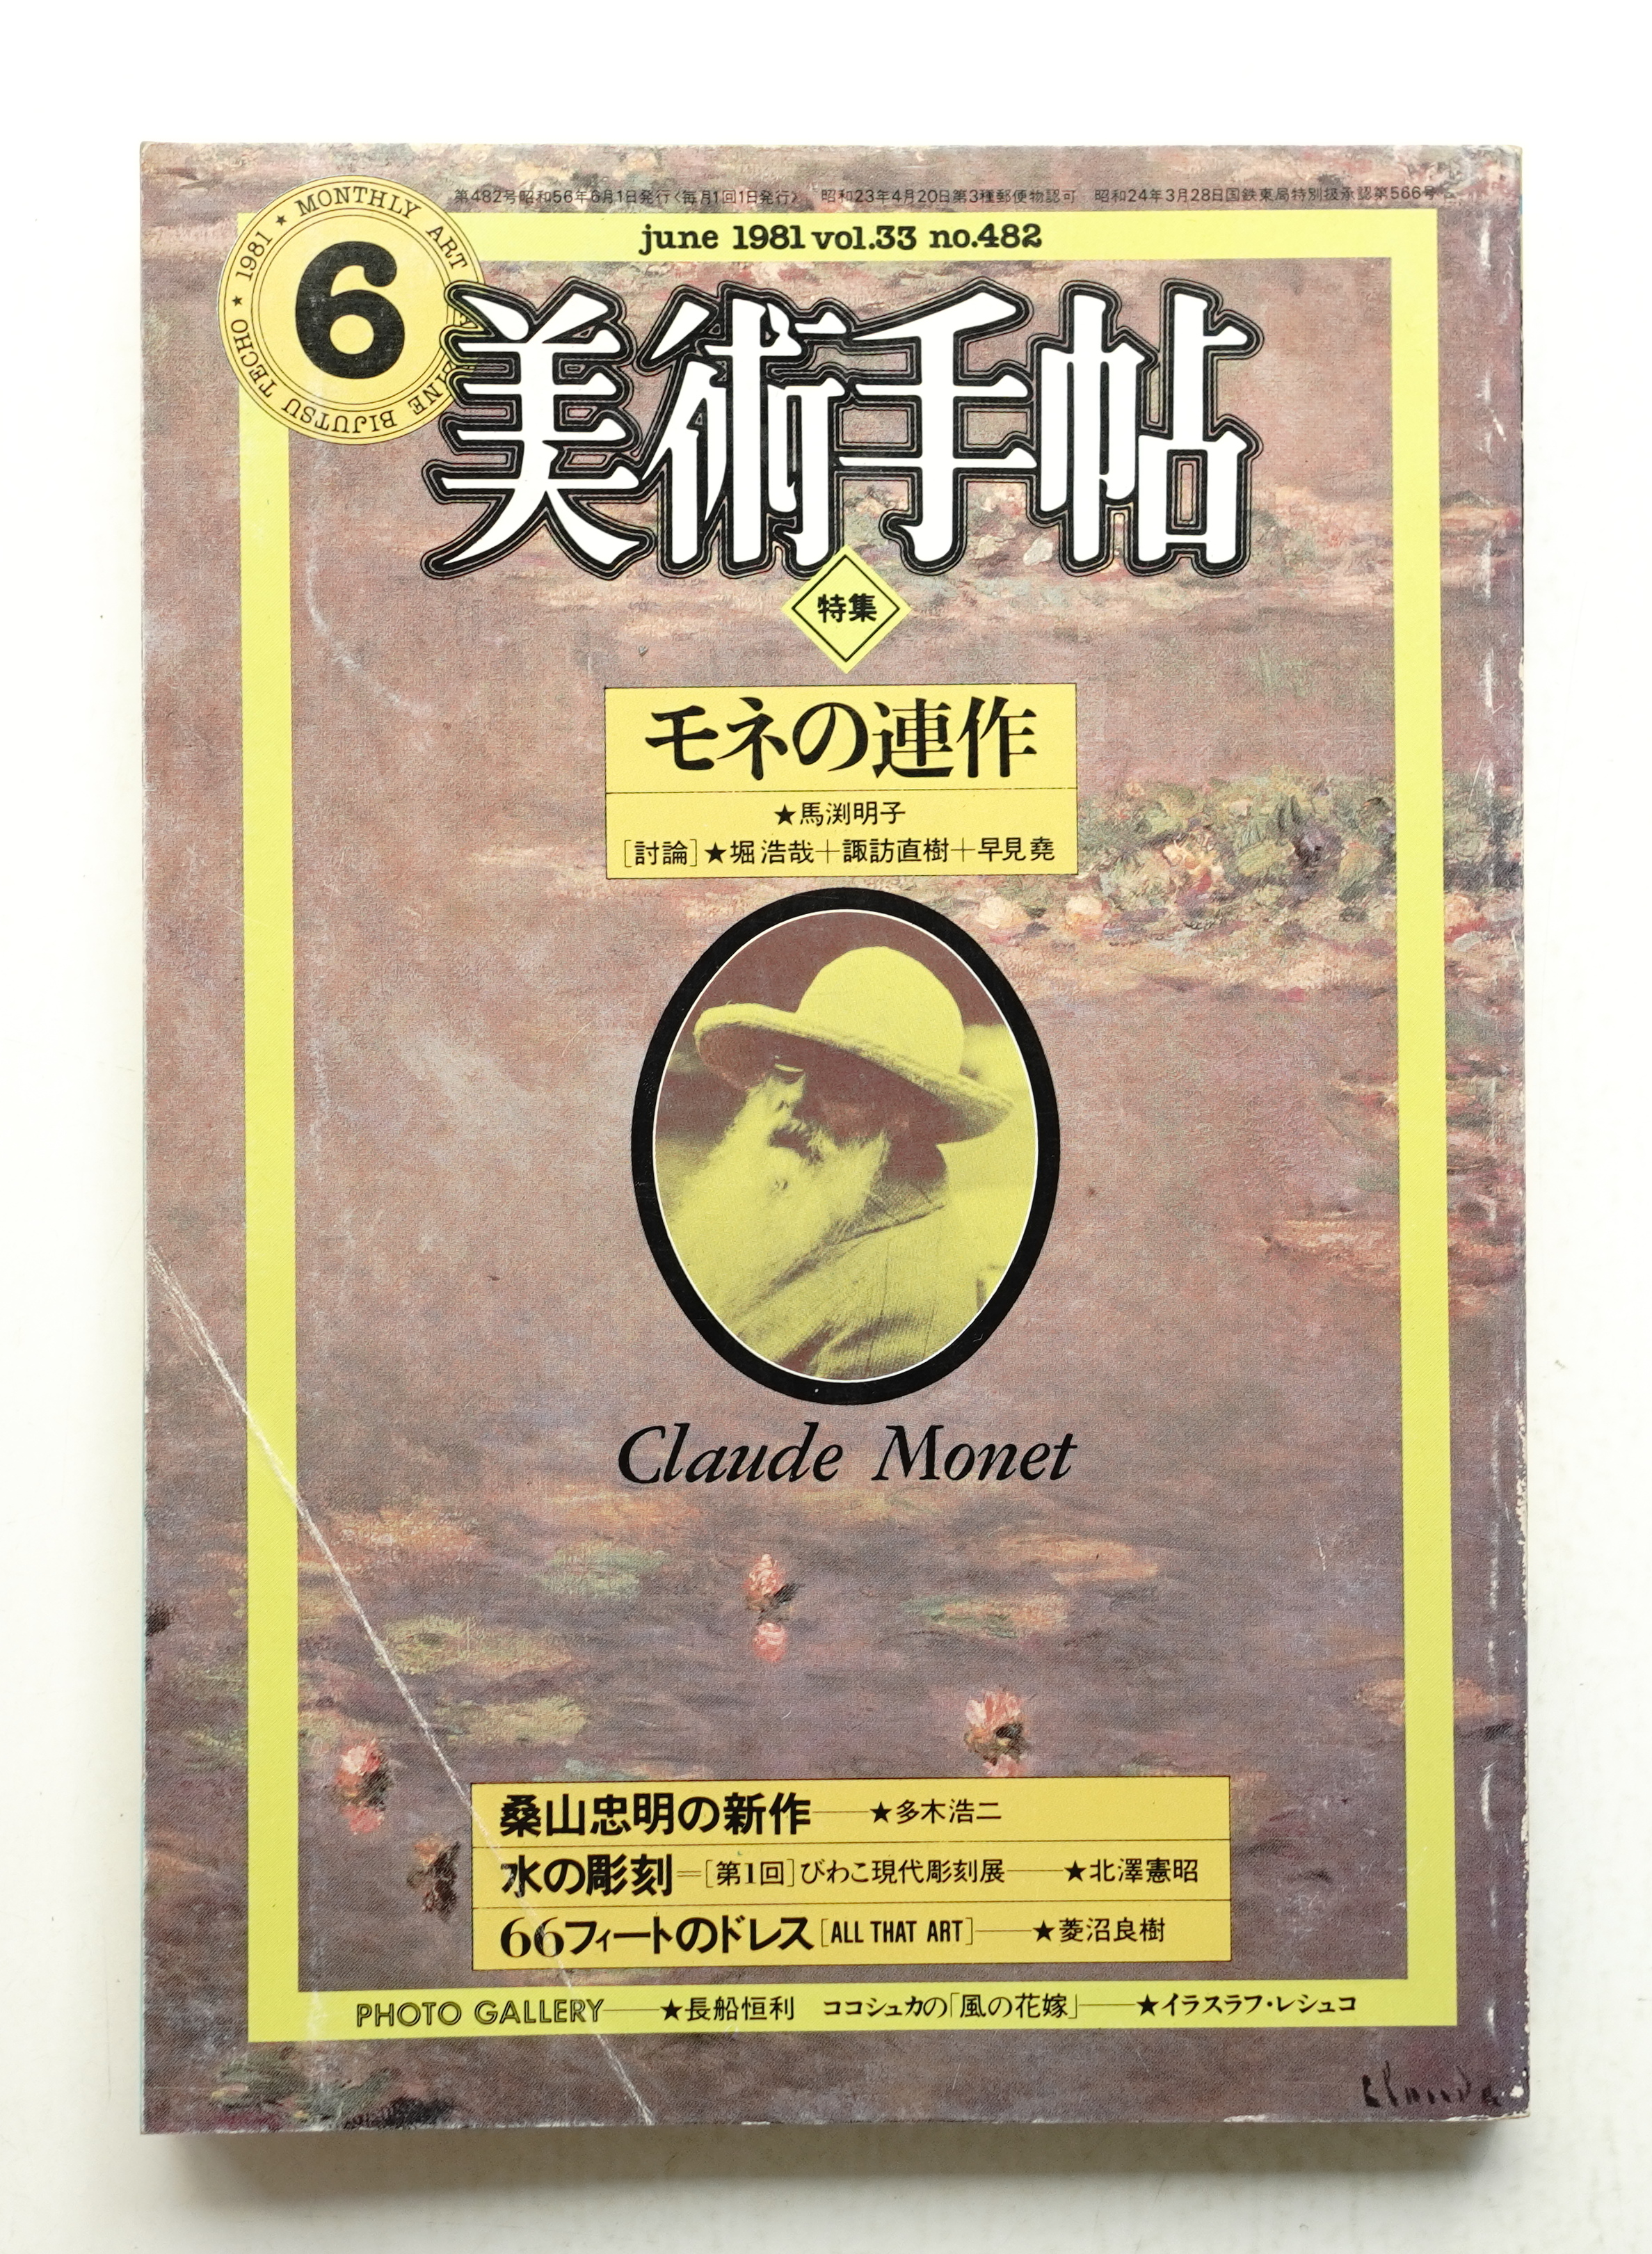 第482号昭和56年6月1日発行〈毎月1回1日発行〉 昭和23年4月20日第3種郵便物認可 昭和24年3月28日国鉄東局特別扱承認第566号
june 1981 vol.33 no.482
★ 1981 ★ MONTHLY ART
BIJUTSU TECHO
6
美術手帖
特集
モネの連作
★馬渕明子
[討論]★堀 浩哉+諏訪直樹+早見堯
Claude Monet
桑山忠明の新作――★多木浩二
水の彫刻=[第1回]びわこ現代彫刻展――★北澤憲昭
66フィートのドレス[ALL THAT ART]――★菱沼良樹
PHOTO GALLERY――★長船恒利 ココシュカの「風の花嫁」――★イラスラフ・レシュコ
Claude